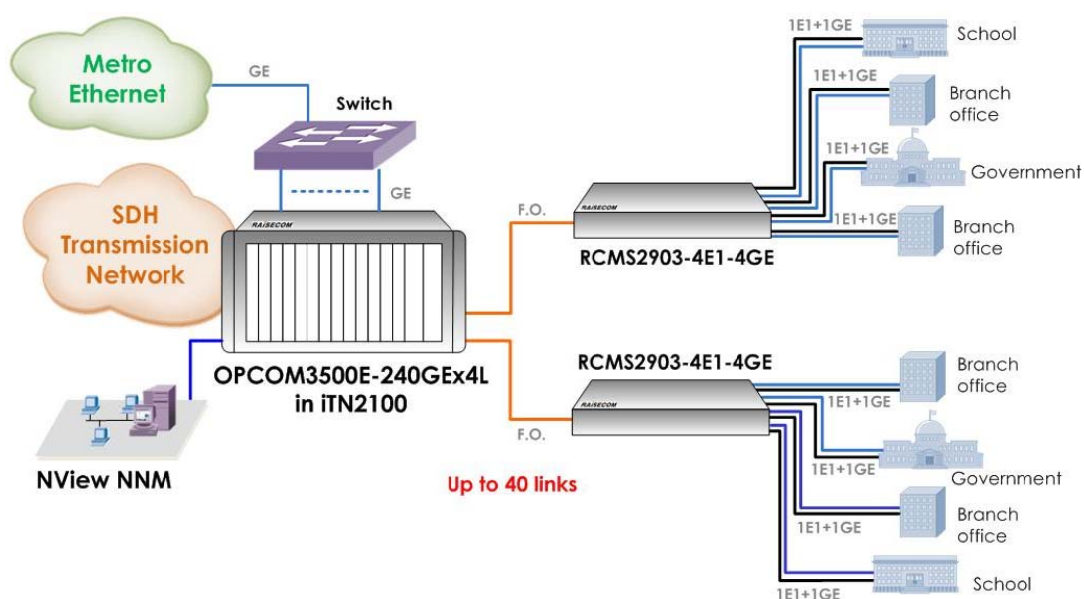 Metro
Ethernet
GE
Switch
GE
SDH
Transmission
Network
RAISECOM
OPCOM3500E-240GEx4L
in iTN2100
NView NNM
F.O.
F.O.
Up to 40 links
RAISECOM
RCMS2903-4E1-4GE
1E1+1GE
School
1E1+1GE
Branch
office
1E1+1GE
Government
1E1+1GE
Branch
office
RCMS2903-4E1-4GE
RAISECOM
1E1+1GE
Branch
office
1E1+1GE
Government
1E1+1GE
Branch
office
1E1+1GE
School